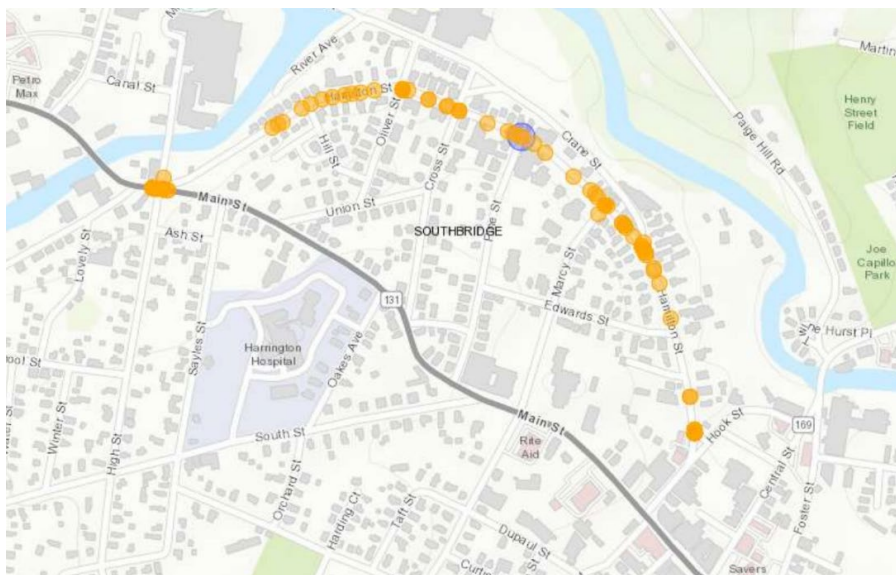 River Ave
Martin
Petro
Max
Canal St
Hamilton St
Henry
Street
Field
Paige Hill Rd
Oliver St
Hill St
Crane St
Cross St
Main St
Union St
Ash St
SOUTHBRIDGE
Lovely St
Marcy St
Joe
Capillo
Park
131
Edwards St
Hamilton St
Hurst Pl
Harrington
Hospital
Oakes Ave
Sayles St
ool St
Main St
Hook St
169
South St
Rite
Aid
Winter St
High St
Central St
Foster St
Orchard St
Harding Ct
Taft St
Dupaul St
Savers